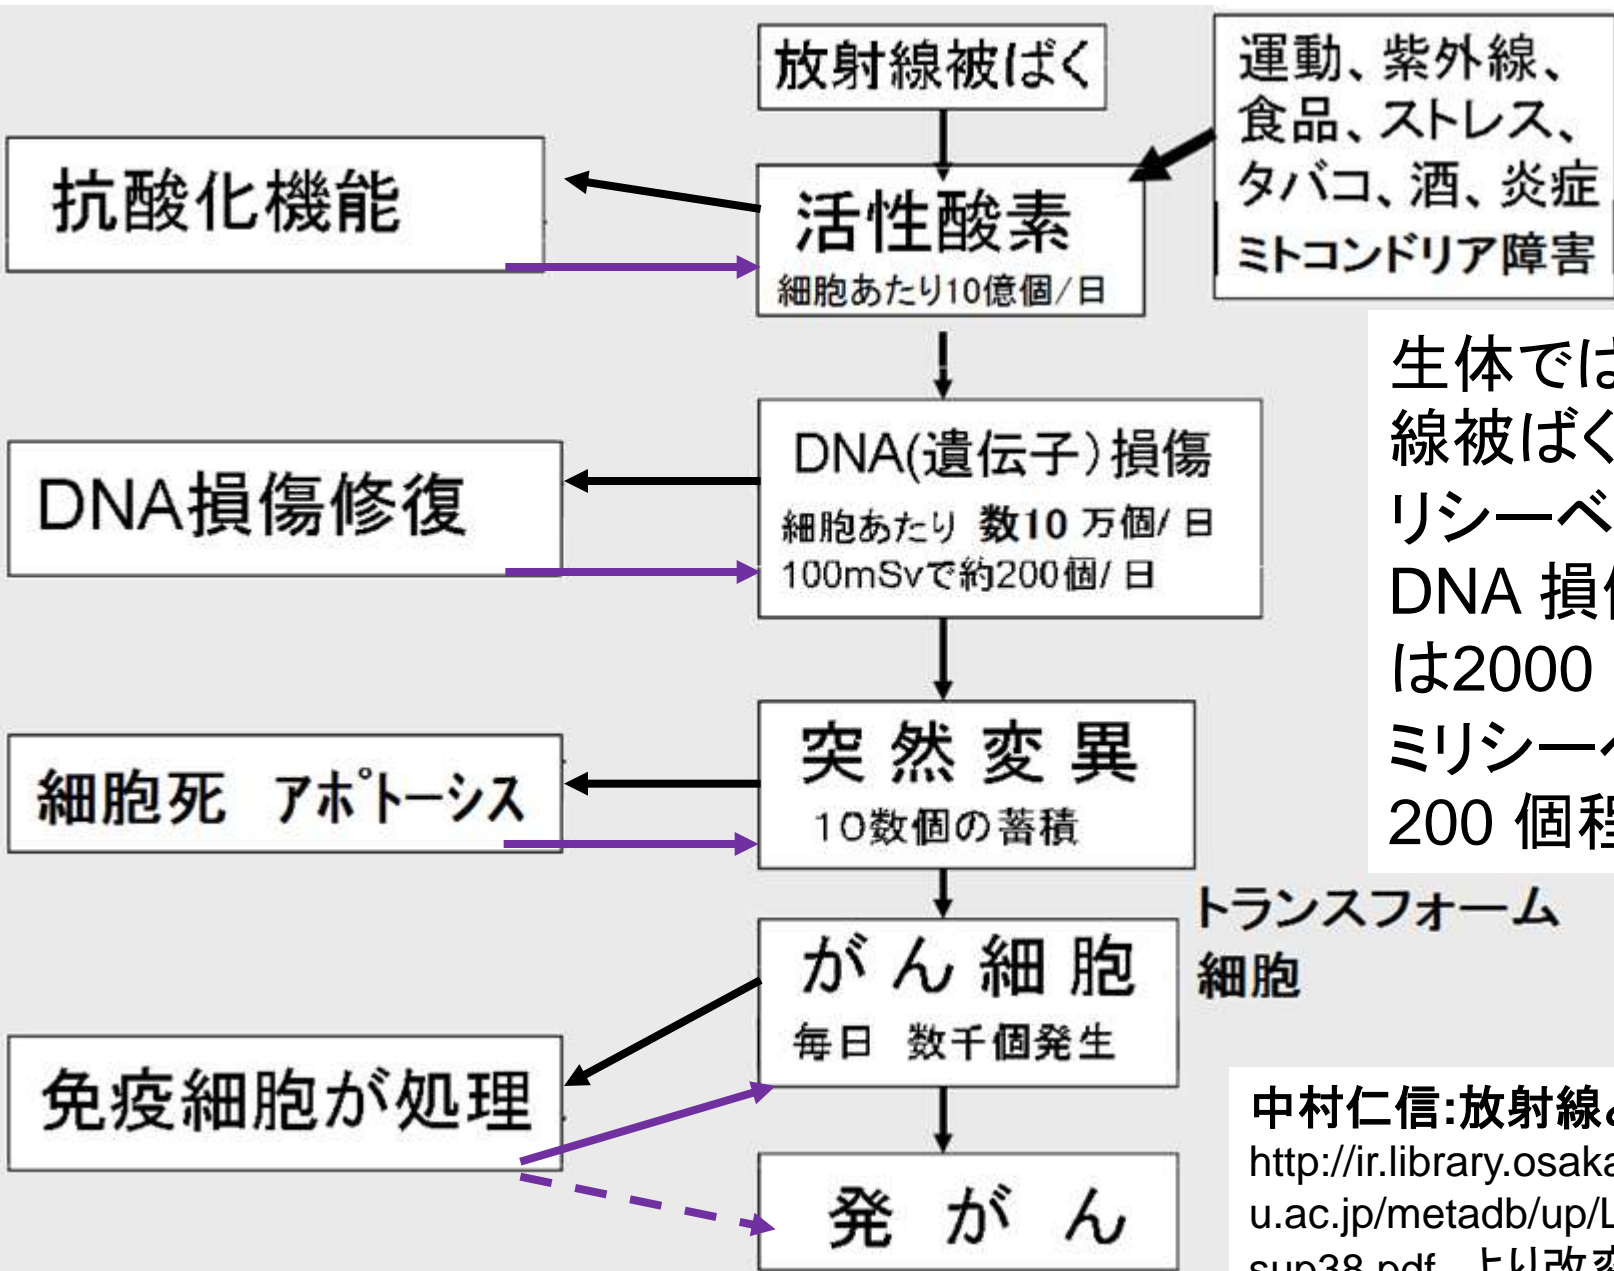 放射線被ばく
運動、紫外線、
食品、ストレス、
タバコ、酒、炎症
ミトコンドリア障害
抗酸化機能
活性酸素
細胞あたり10億個/日
生体では
線被ばく
リシーベ
DNA 損
は2000
ミリシーベ
200 個程
DNA損傷修復
DNA(遺伝子)損傷
細胞あたり 数10 万個/ 日
100mSvで約200個/ 日
細胞死 アポトーシス
突 然 変 異
10数個の蓄積
トランスフォーム
細胞
が ん 細 胞
毎日 数千個発生
免疫細胞が処理
発 が ん
中村仁信:放射線
http://ir.library.osaka
u.ac.jp/metadb/up/L
sup38.pdf より改変